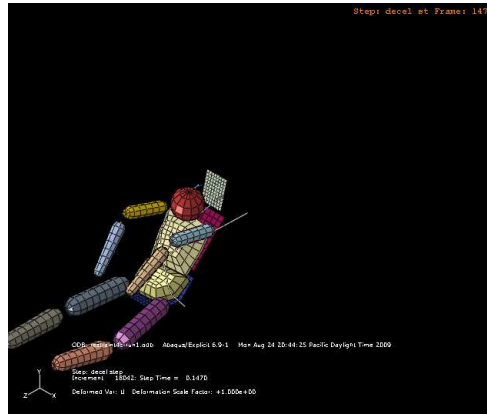 Step: decel st Frame: 147
ODB: Abaqus/Explicit 6.9-1 Mon Aug 24 20:44:25 Pacific Daylight Time 2009
Step: decel step
Increment 18042: Step Time = 0.1470
Deformed Var: U Deformation Scale Factor: +1.000e+00
Y
Z X